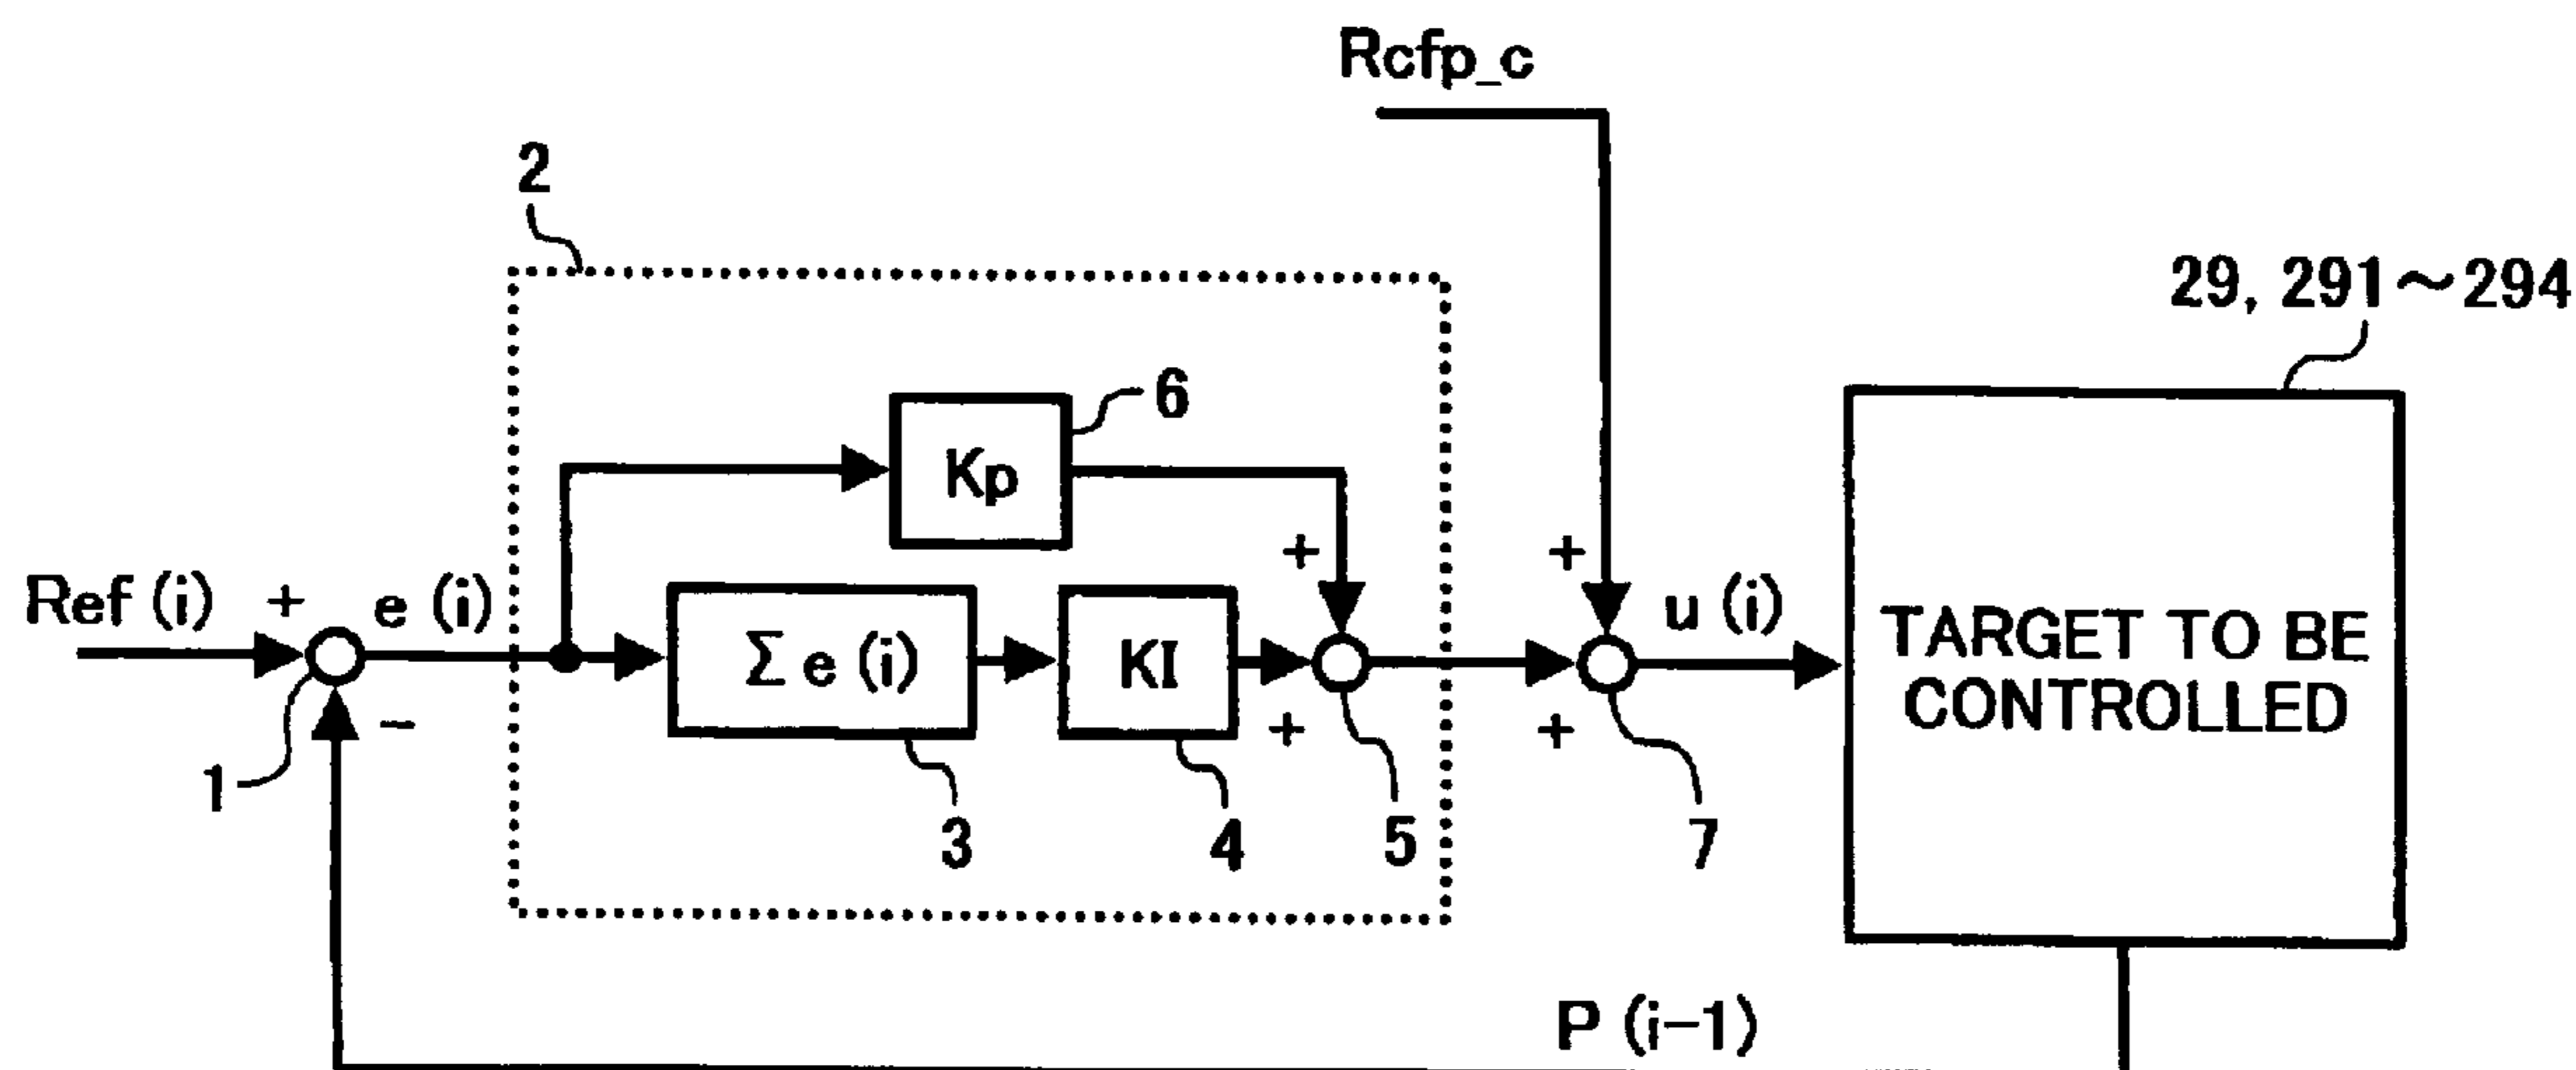 Rcfp_c
2
29, 291~294
6
Kp
+
+
Ref (i)
+
e (i)
Σ e (i)
KI
u (i)
TARGET TO BE
CONTROLLED
-
+
+
1
3
4
5
7
P (i-1)